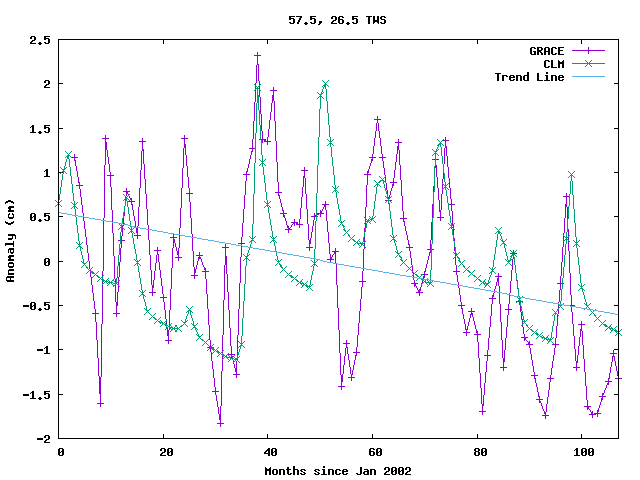 57.5, 26.5 TWS
GRACE
CLM
Trend Line
2.5
2
1.5
1
0.5
0
-0.5
-1
-1.5
-2
Anomaly (cm)
0 20 40 60 80 100
Months since Jan 2002